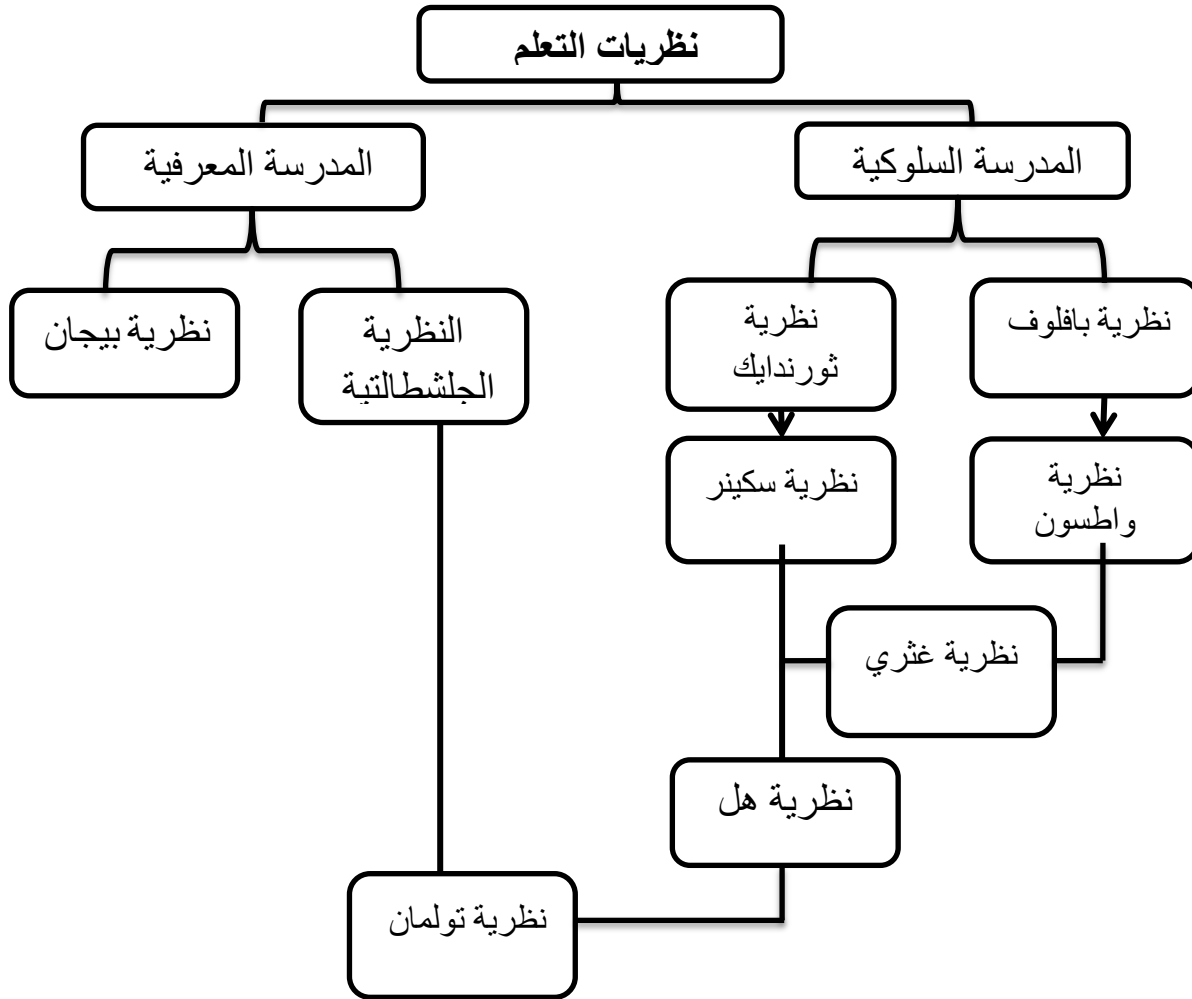 نظريات التعلم
المدرسة السلوكية
المدرسة المعرفية
نظرية بافلوف
نظرية
ثورندايك
النظرية
الجلشطالتية
نظرية بيجان
نظرية
واطسون
نظرية سكينر
نظرية غثري
نظرية هل
نظرية تولمان